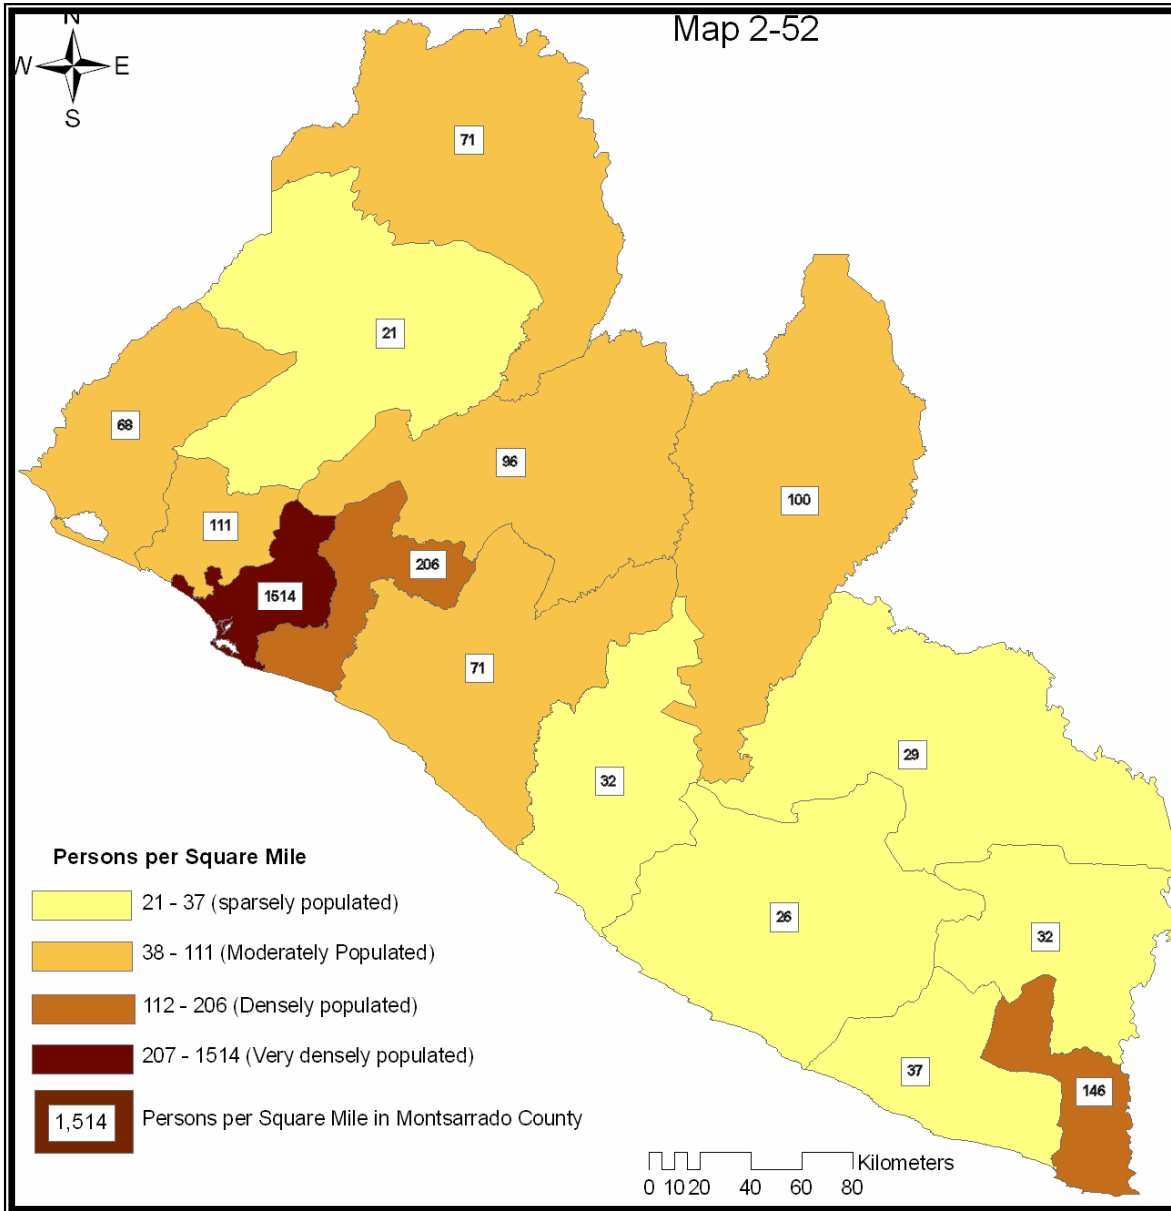 Map 2-52
N
W E
S
71
21
68
96
100
111
206
1514
71
29
32
26
32
37
146
Persons per Square Mile
21 - 37 (sparsely populated)
38 - 111 (Moderately Populated)
112 - 206 (Densely populated)
207 - 1514 (Very densely populated)
1,514 Persons per Square Mile in Montsarrado County
Kilometers
0 10 20 40 60 80